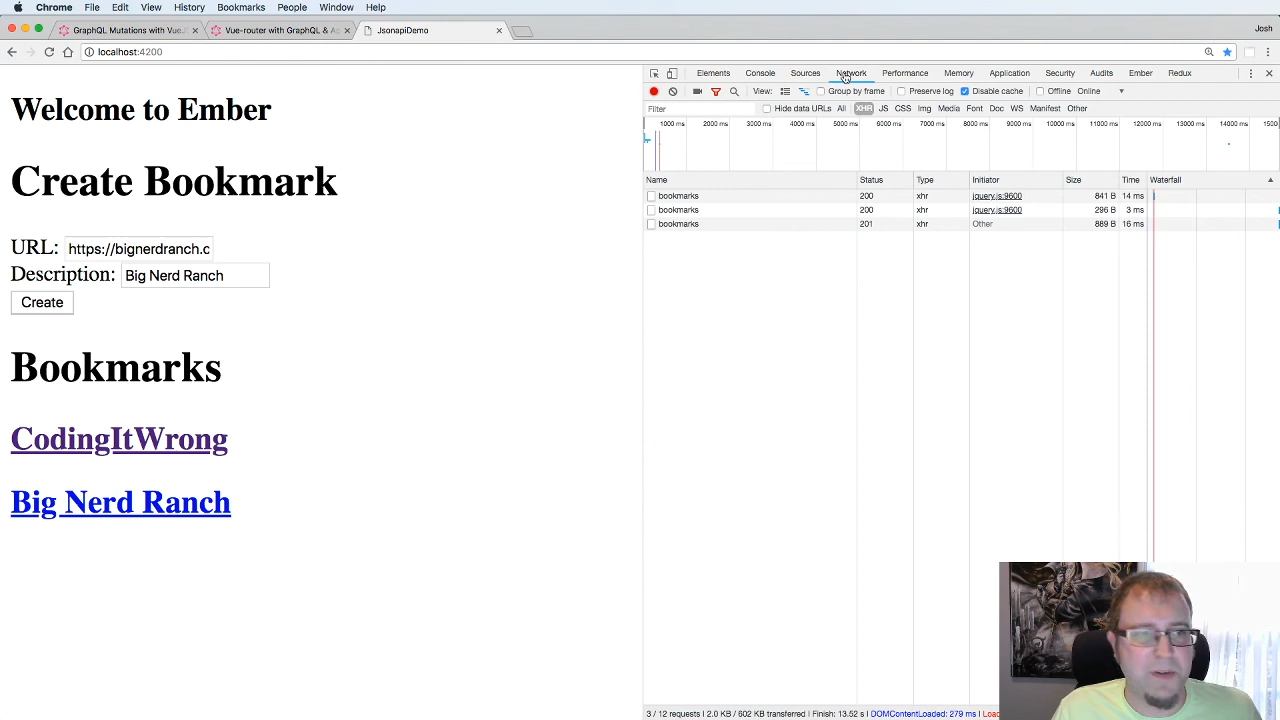 Chrome File Edit View History Bookmarks People Window Help
GraphQL Mutations with VueJ × Vue-router with GraphQL & Ap × JsonapiDemo × Josh
localhost:4200
Welcome to Ember
Create Bookmark
URL: https://bignerdranch.c
Description: Big Nerd Ranch
Create
Bookmarks
CodingItWrong
Big Nerd Ranch
Elements Console Sources Network Performance Memory Application Security Audits Ember Redux
View: Group by frame Preserve log Disable cache Offline Online
Filter Hide data URLs All XHR JS CSS Img Media Font Doc WS Manifest Other
1000 ms 2000 ms 3000 ms 4000 ms 5000 ms 6000 ms 7000 ms 8000 ms 9000 ms 10000 ms 11000 ms 12000 ms 13000 ms 14000 ms 1500
Name Status Type Initiator Size Time Waterfall
bookmarks 200 xhr jquery.js:9600 841 B 14 ms
bookmarks 200 xhr jquery.js:9600 296 B 3 ms
bookmarks 201 xhr Other 889 B 16 ms
3 / 12 requests | 2.0 KB / 602 KB transferred | Finish: 13.52 s | DOMContentLoaded: 279 ms | Load